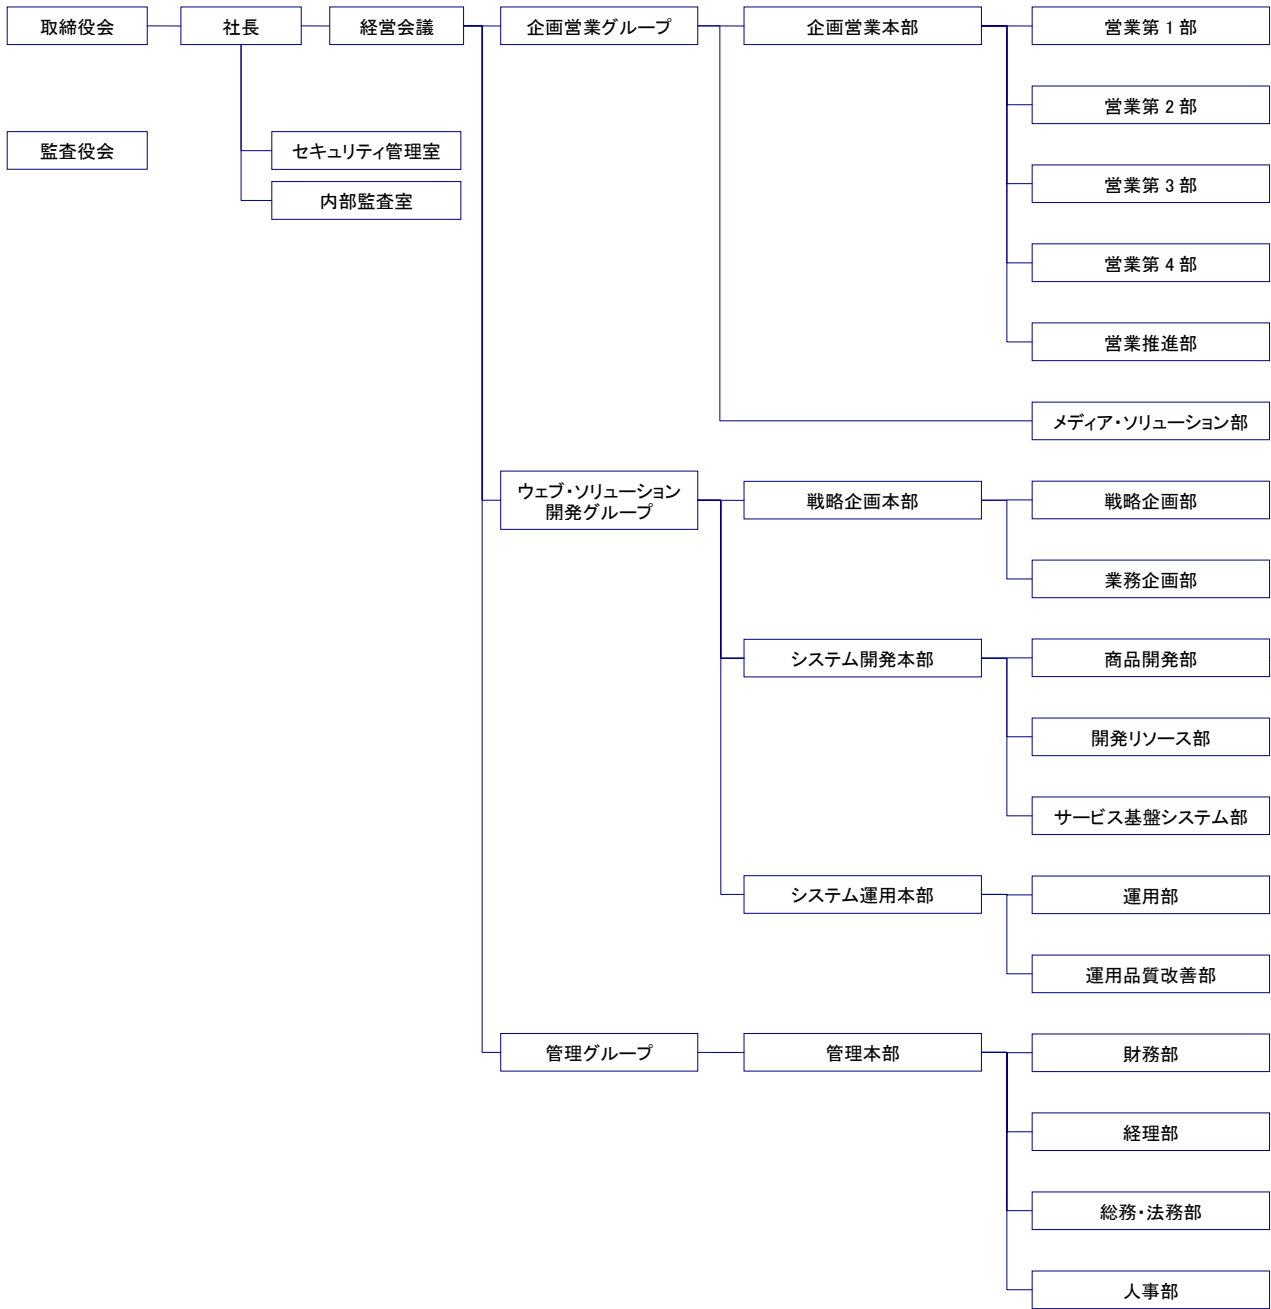 取締役会
社長
経営会議
企画営業グループ
企画営業本部
営業第1部
営業第2部
監査役会
セキュリティ管理室
内部監査室
営業第3部
営業第4部
営業推進部
メディア・ソリューション部
ウェブ・ソリューション
開発グループ
戦略企画本部
戦略企画部
業務企画部
システム開発本部
商品開発部
開発リソース部
サービス基盤システム部
システム運用本部
運用部
運用品質改善部
管理グループ
管理本部
財務部
経理部
総務・法務部
人事部